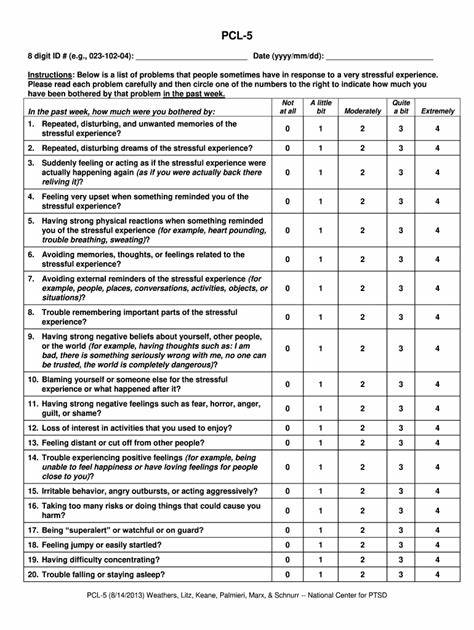 PCL-5
8 digit ID # (e.g., 023-102-04): ______________________ Date (yyyy/mm/dd): ______________________
Instructions: Below is a list of problems that people sometimes have in response to a very stressful experience.
Please read each problem carefully and then circle one of the numbers to the right to indicate how much you
have been bothered by that problem in the past week.
In the past week, how much were you bothered by: Not at all A little bit Moderately Quite a bit Extremely
1. Repeated, disturbing, and unwanted memories of the
stressful experience? 0 1 2 3 4
2. Repeated, disturbing dreams of the stressful experience? 0 1 2 3 4
3. Suddenly feeling or acting as if the stressful experience were
actually happening again (as if you were actually back there
reliving it)? 0 1 2 3 4
4. Feeling very upset when something reminded you of the
stressful experience? 0 1 2 3 4
5. Having strong physical reactions when something reminded
you of the stressful experience (for example, heart pounding,
trouble breathing, sweating)? 0 1 2 3 4
6. Avoiding memories, thoughts, or feelings related to the
stressful experience? 0 1 2 3 4
7. Avoiding external reminders of the stressful experience (for
example, people, places, conversations, activities, objects, or
situations)? 0 1 2 3 4
8. Trouble remembering important parts of the stressful
experience? 0 1 2 3 4
9. Having strong negative beliefs about yourself, other people,
or the world (for example, having thoughts such as: I am
bad, there is something seriously wrong with me, no one can
be trusted, the world is completely dangerous)? 0 1 2 3 4
10. Blaming yourself or someone else for the stressful
experience or what happened after it? 0 1 2 3 4
11. Having strong negative feelings such as fear, horror, anger,
guilt, or shame? 0 1 2 3 4
12. Loss of interest in activities that you used to enjoy? 0 1 2 3 4
13. Feeling distant or cut off from other people? 0 1 2 3 4
14. Trouble experiencing positive feelings (for example, being
unable to feel happiness or have loving feelings for people
close to you)? 0 1 2 3 4
15. Irritable behavior, angry outbursts, or acting aggressively? 0 1 2 3 4
16. Taking too many risks or doing things that could cause you
harm? 0 1 2 3 4
17. Being “superalert” or watchful or on guard? 0 1 2 3 4
18. Feeling jumpy or easily startled? 0 1 2 3 4
19. Having difficulty concentrating? 0 1 2 3 4
20. Trouble falling or staying asleep? 0 1 2 3 4
PCL-5 (8/14/2013) Weathers, Litz, Keane, Palmieri, Marx, & Schnurr -- National Center for PTSD